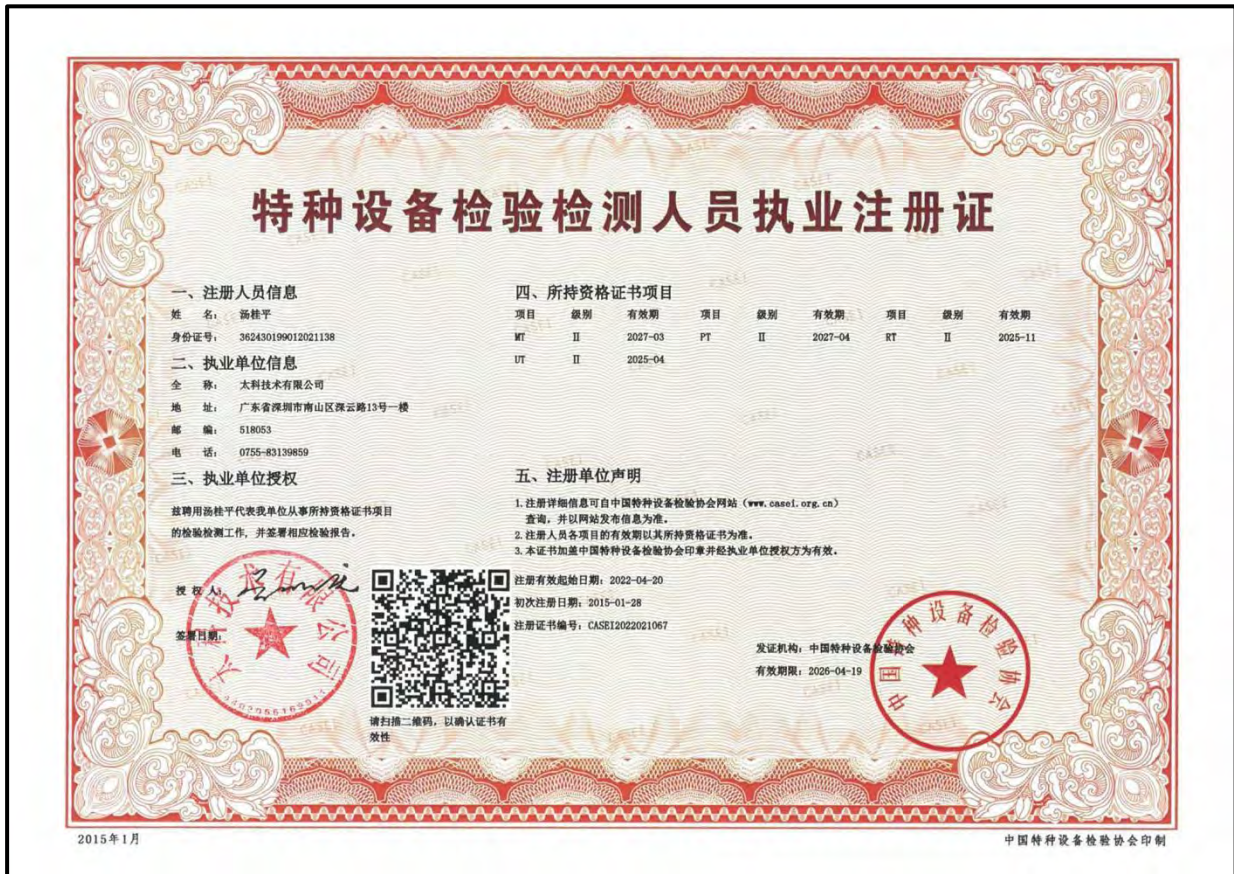 特种设备检验检测人员执业注册证
一、注册人员信息
姓 名: 汤桂平
身份证号: 362430199012021138
二、执业单位信息
全 称: 太科技术有限公司
地 址: 广东省深圳市南山区深云路13号一楼
邮 编: 518053
电 话: 0755-83139859
三、执业单位授权
兹聘用汤桂平代表我单位从事所持资格证书项目
的检验检测工作, 并签署相应检验报告。
授 权 人:
签署日期:
太科技术有限公司
请扫描二维码, 以确认证书有
效性
四、所持资格证书项目
项目 级别 有效期 项目 级别 有效期 项目 级别 有效期
MT II 2027-03 PT II 2027-04 RT II 2025-11
UT II 2025-04
五、注册单位声明
1. 注册详细信息可自中国特种设备检验协会网站（www.casei.org.cn）
查询, 并以网站发布信息为准。
2. 注册人员各项目的有效期以其所持资格证书为准。
3. 本证书加盖中国特种设备检验协会印章并经执业单位授权方为有效。
注册有效起始日期: 2022-04-20
初次注册日期: 2015-01-28
注册证书编号: CASEI2022021067
发证机构: 中国特种设备检验协会
有效期限: 2026-04-19
中国特种设备检验协会
2015年1月
中国特种设备检验协会印制